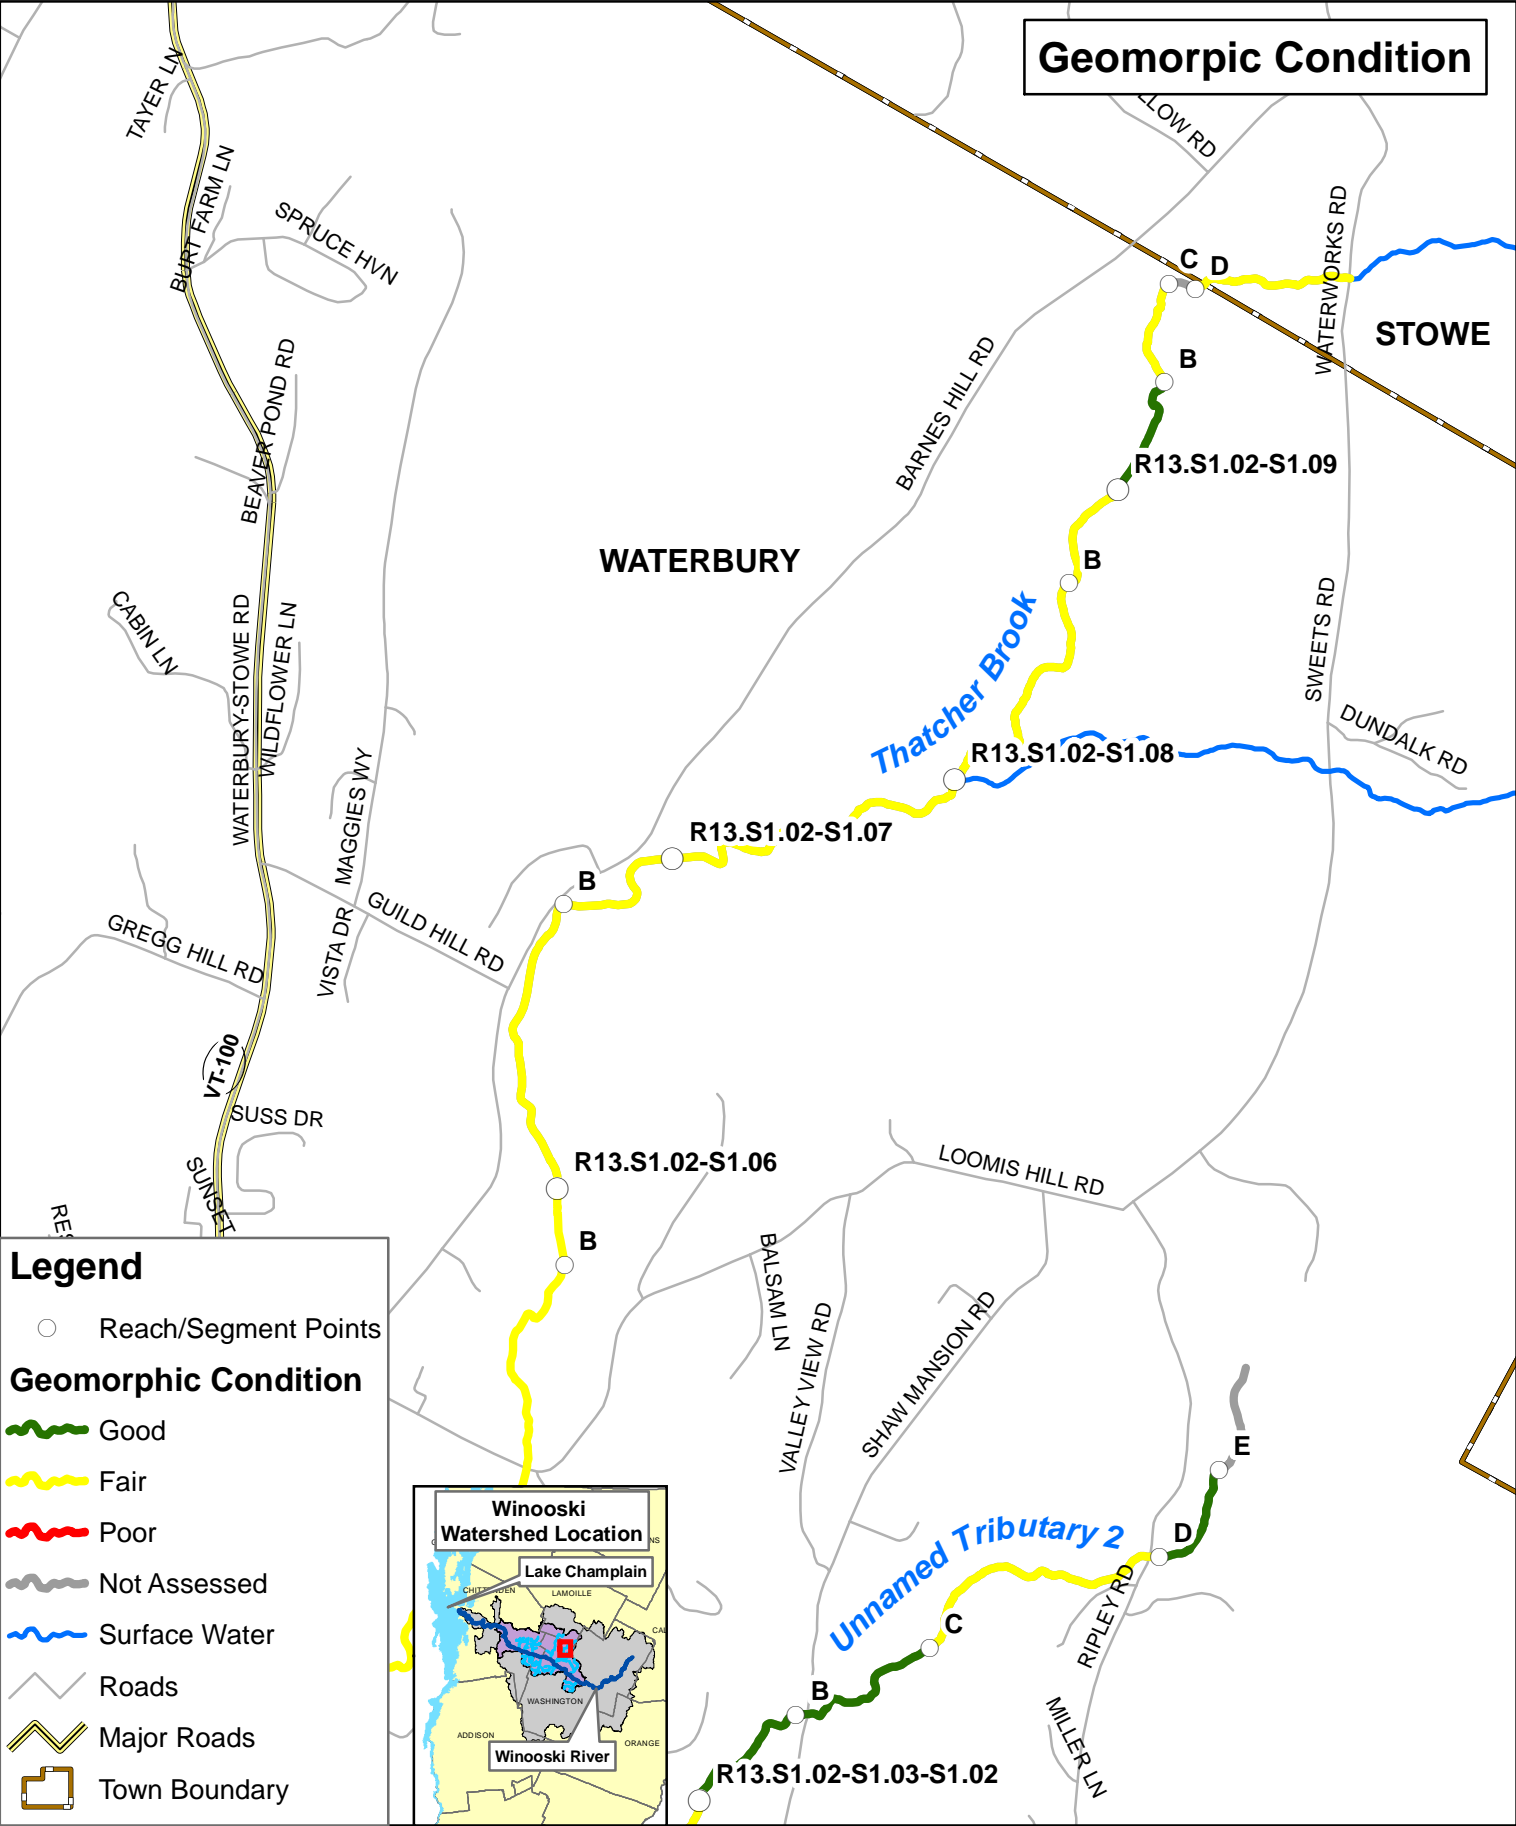 Geomorpic Condition
TAYER LN
LLOW RD
BURT FARM LN
SPRUCE HVN
WATERWORKS RD
C
D
STOWE
B
BEAVER POND RD
BARNES HILL RD
R13.S1.02-S1.09
WATERBURY
B
CABIN LN
WATERBURY-STOWE RD
WILDFLOWER LN
Thatcher Brook
SWEETS RD
DUNDALK RD
R13.S1.02-S1.08
MAGGIES WY
R13.S1.02-S1.07
B
GUILD HILL RD
GREGG HILL RD
VISTA DR
VT-100
SUSS DR
SUNSET
R13.S1.02-S1.06
LOOMIS HILL RD
RES
B
BALSAM LN
VALLEY VIEW RD
SHAW MANSION RD
E
D
Unnamed Tributary 2
C
RIPLEY RD
B
MILLER LN
R13.S1.02-S1.03-S1.02
Legend
Reach/Segment Points
Geomorphic Condition
Good
Fair
Poor
Not Assessed
Surface Water
Roads
Major Roads
Town Boundary
Winooski
Watershed Location
Lake Champlain
LAMOILLE
WASHINGTON
ADDISON
ORANGE
Winooski River